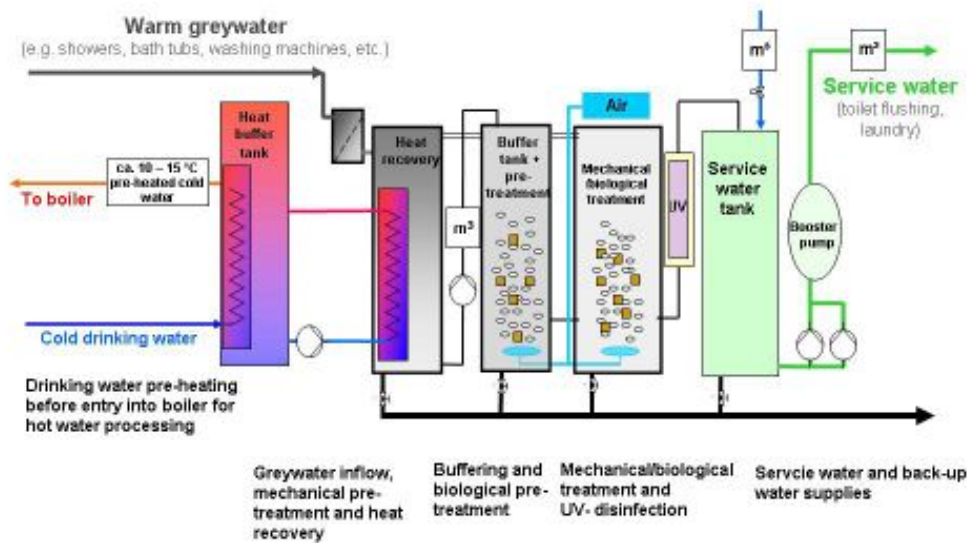 Warm greywater
(e.g. showers, bath tubs, washing machines, etc.)
Heat
buffer
tank
ca. 10 – 15 °C
pre-heated cold
water
To boiler
Cold drinking water
Drinking water pre-heating
before entry into boiler for
hot water processing
Heat
recovery
m³
Buffer
tank +
pre-
treatment
Air
Mechanical
/biological
treatment
UV
Service
water
tank
m³
m³
Service water
(toilet flushing,
laundry)
Booster
pump
Greywater inflow,
mechanical pre-
treatment and heat
recovery
Buffering and
biological pre-
treatment
Mechanical/biological
treatment and
UV- disinfection
Servcie water and back-up
water supplies